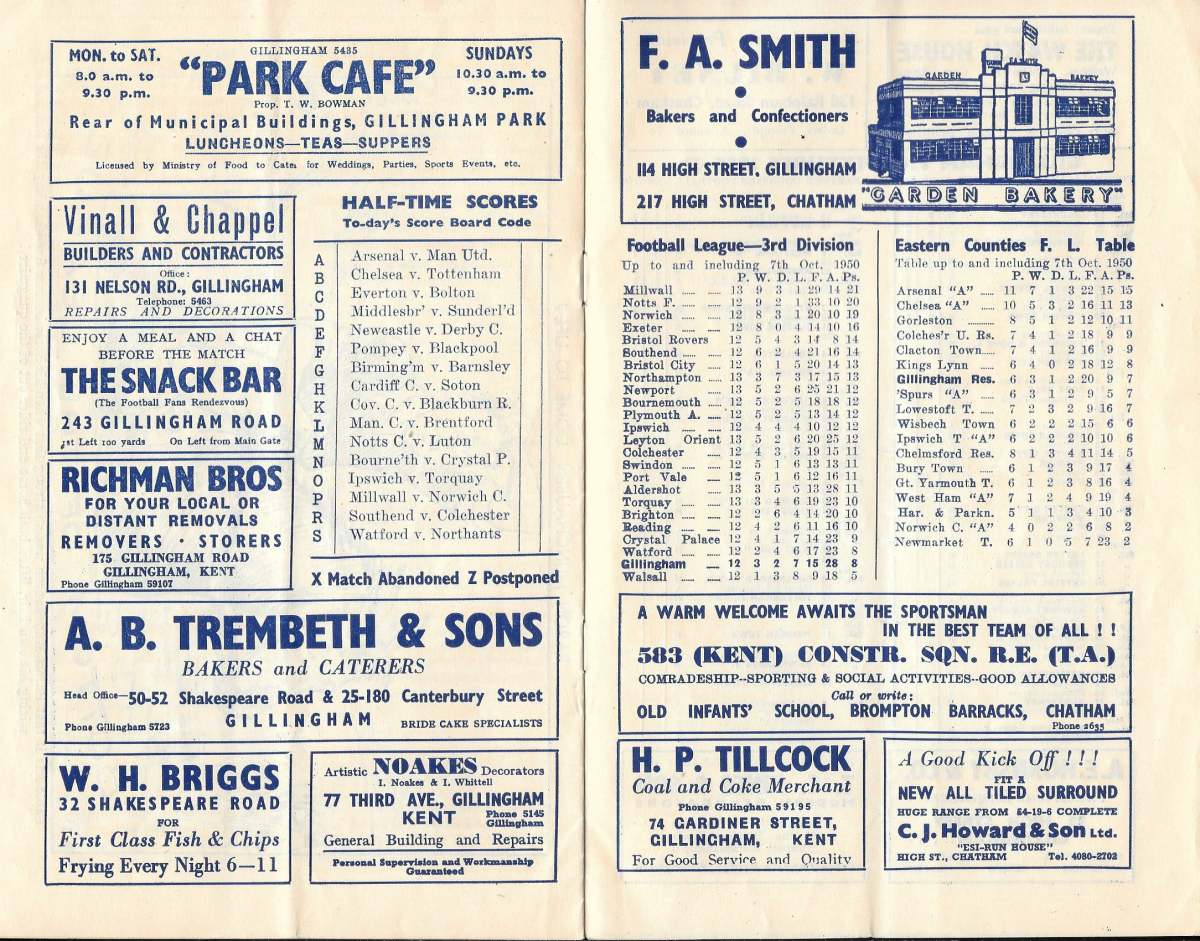 MON. to SAT.
8.0 a.m. to
9.30 p.m.
GILLINGHAM 5485
"PARK CAFE"
Prop. T. W. BOWMAN
SUNDAYS
10.30 a.m. to
9.30 p.m.
Rear of Municipal Buildings, GILLINGHAM PARK
LUNCHEONS—TEAS—SUPPERS
Licensed by Ministry of Food to Cate. for Weddings, Parties, Sports Events, etc.
Vinall & Chappel
BUILDERS AND CONTRACTORS
Office:
131 NELSON RD., GILLINGHAM
Telephone: 5463
REPAIRS AND DECORATIONS
ENJOY A MEAL AND A CHAT
BEFORE THE MATCH
THE SNACK BAR
(The Football Fans Rendezvous)
243 GILLINGHAM ROAD
1st Left 100 yards On Left from Main Gate
RICHMAN BROS
FOR YOUR LOCAL OR
DISTANT REMOVALS
REMOVERS · STORERS
175 GILLINGHAM ROAD
GILLINGHAM, KENT
Phone Gillingham 59107
HALF-TIME SCORES
To-day's Score Board Code
A Arsenal v. Man Utd.
B Chelsea v. Tottenham
C Everton v. Bolton
D Middlesbr' v. Sunderl'd
E Newcastle v. Derby C.
F Pompey v. Blackpool
G Birming'm v. Barnsley
H Cardiff C. v. Soton
K Cov. C. v. Blackburn R.
L Man. C. v. Brentford
M Notts C. v. Luton
N Bourne'th v. Crystal P.
O Ipswich v. Torquay
P Millwall v. Norwich C.
R Southend v. Colchester
S Watford v. Northants
X Match Abandoned Z Postponed
A. B. TREMBETH & SONS
BAKERS and CATERERS
Head Office—50-52 Shakespeare Road & 25-180 Canterbury Street
Phone Gillingham 5723 GILLINGHAM BRIDE CAKE SPECIALISTS
W. H. BRIGGS
32 SHAKESPEARE ROAD
FOR
First Class Fish & Chips
Frying Every Night 6—11
Artistic NOAKES Decorators
I. Noakes & I. Whittell
77 THIRD AVE., GILLINGHAM
KENT Phone 5145
Gillingham
General Building and Repairs
Personal Supervision and Workmanship
Guaranteed
F. A. SMITH
Bakers and Confectioners
114 HIGH STREET, GILLINGHAM
217 HIGH STREET, CHATHAM
GARDEN F.A. SMITH BAKERY
"GARDEN BAKERY"
Football League—3rd Division
Up to and including 7th Oct. 1950
P. W. D. L. F. A. Ps.
Millwall 13 9 3 1 29 14 21
Notts F. 12 9 2 1 33 10 20
Norwich 12 8 3 1 20 10 19
Exeter 12 8 0 4 14 10 16
Bristol Rovers 12 5 4 3 14 8 14
Southend 12 6 2 4 21 16 14
Bristol City 12 6 1 5 20 14 13
Northampton 13 3 7 3 17 15 13
Newport 13 5 2 6 25 21 12
Bournemouth 12 5 2 5 18 18 12
Plymouth A. 12 5 2 5 13 14 12
Ipswich 12 4 4 4 10 12 12
Leyton Orient 13 5 2 6 20 25 12
Colchester 12 4 3 5 19 15 11
Swindon 12 5 1 6 13 13 11
Port Vale 12 5 1 6 12 16 11
Aldershot 13 3 5 5 13 28 11
Torquay 13 3 4 6 19 23 10
Brighton 12 2 6 4 14 20 10
Reading 12 4 2 6 11 16 10
Crystal Palace 12 4 1 7 14 23 9
Watford 12 2 4 6 17 23 8
Gillingham 12 3 2 7 15 28 8
Walsall 12 1 3 8 9 18 5
Eastern Counties F. L. Table
Table up to and including 7th Oct. 1950
P. W. D. L. F. A. Ps.
Arsenal "A" 11 7 1 3 22 15 15
Chelsea "A" 10 5 3 2 16 11 13
Gorleston 8 5 1 2 12 10 11
Colches'r U. Rs. 7 4 1 2 18 9 9
Clacton Town 7 4 1 2 16 9 9
Kings Lynn 6 4 0 2 18 12 8
Gillingham Res. 6 3 1 2 20 9 7
'Spurs "A" 6 3 1 2 9 5 7
Lowestoft T. 7 2 3 2 9 16 7
Wisbech Town 6 2 2 2 15 6 6
Ipswich T "A" 6 2 2 2 10 10 6
Chelmsford Res. 8 1 3 4 11 14 5
Bury Town 6 1 2 3 9 17 4
Gt. Yarmouth T. 6 1 2 3 8 16 4
West Ham "A" 7 1 2 4 9 19 4
Har. & Parkn. 5 1 1 3 4 10 3
Norwich C. "A" 4 0 2 2 6 8 2
Newmarket T. 6 1 0 5 7 23 2
A WARM WELCOME AWAITS THE SPORTSMAN
IN THE BEST TEAM OF ALL ! !
583 (KENT) CONSTR. SQN. R.E. (T.A.)
COMRADESHIP--SPORTING & SOCIAL ACTIVITIES--GOOD ALLOWANCES
Call or write:
OLD INFANTS' SCHOOL, BROMPTON BARRACKS, CHATHAM
Phone 2655
H. P. TILLCOCK
Coal and Coke Merchant
Phone Gillingham 59195
74 GARDINER STREET,
GILLINGHAM, KENT
For Good Service and Quality
A Good Kick Off ! ! !
FIT A
NEW ALL TILED SURROUND
HUGE RANGE FROM £4-19-6 COMPLETE
C. J. Howard & Son Ltd.
"ESI-RUN HOUSE"
HIGH ST., CHATHAM Tel. 4080-2702